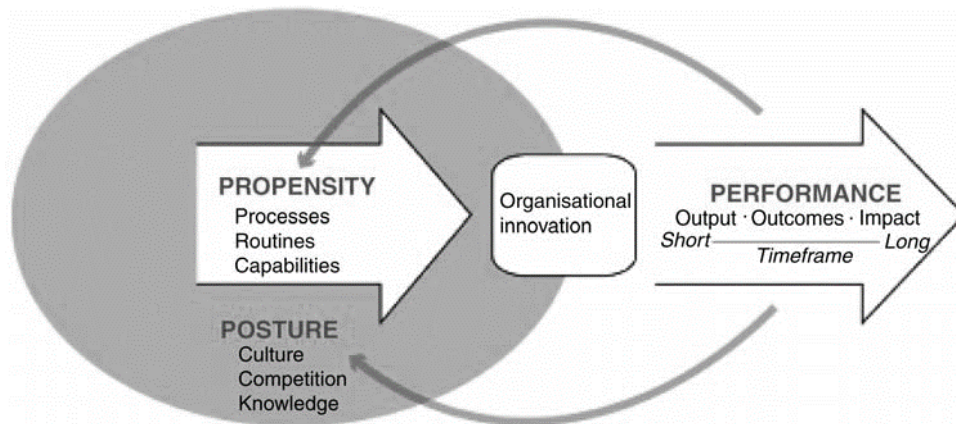 PROPENSITY
Processes
Routines
Capabilities
POSTURE
Culture
Competition
Knowledge
Organisational
innovation
PERFORMANCE
Output · Outcomes · Impact
Short Long
Timeframe